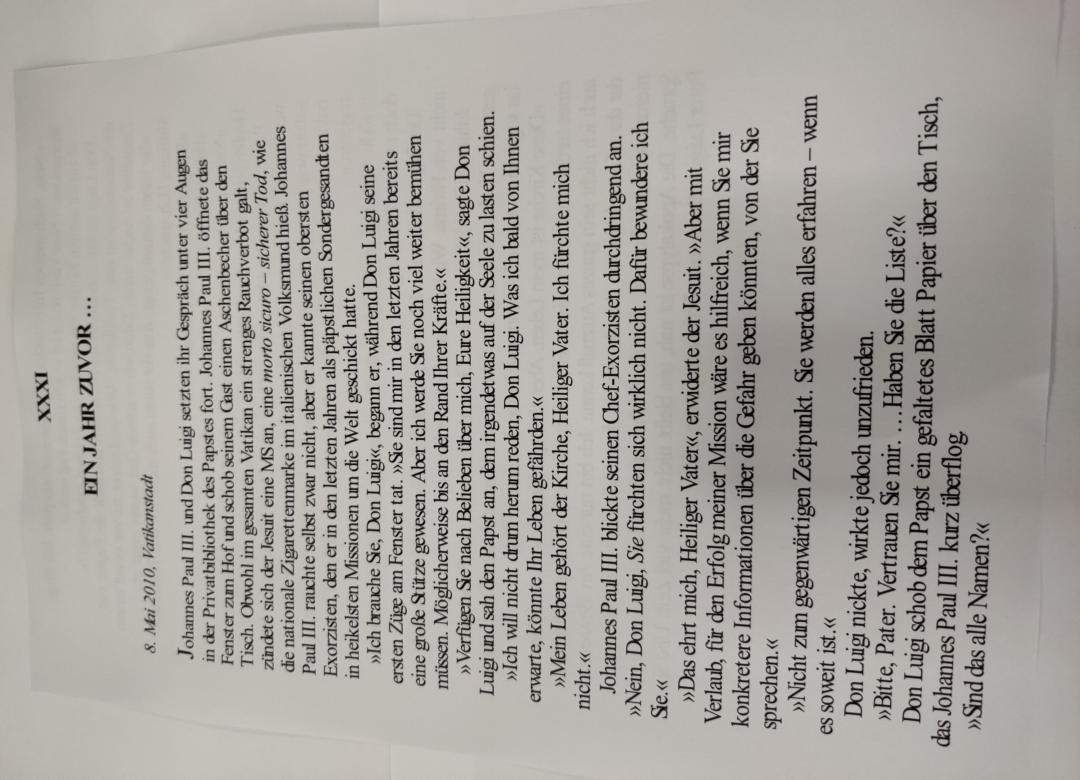 XXXI
EIN JAHR ZUVOR …
8. Mai 2010, Vatikanstadt
Johannes Paul III. und Don Luigi setzten ihr Gespräch unter vier Augen
in der Privatbibliothek des Papstes fort. Johannes Paul III. öffnete das
Fenster zum Hof und schob seinem Gast einen Aschenbecher über den
Tisch. Obwohl im gesamten Vatikan ein strenges Rauchverbot galt,
zündete sich der Jesuit eine MS an, eine morto sicuro – sicherer Tod, wie
die nationale Zigarettenmarke im italienischen Volksmund hieß. Johannes
Paul III. rauchte selbst zwar nicht, aber er kannte seinen obersten
Exorzisten, den er in den letzten Jahren als päpstlichen Sondergesandten
in heikelsten Missionen um die Welt geschickt hatte.
»Ich brauche Sie, Don Luigi«, begann er, während Don Luigi seine
ersten Züge am Fenster tat. »Sie sind mir in den letzten Jahren bereits
eine große Stütze gewesen. Aber ich werde Sie noch viel weiter bemühen
müssen. Möglicherweise bis an den Rand Ihrer Kräfte.«
»Verfügen Sie nach Belieben über mich, Eure Heiligkeit«, sagte Don
Luigi und sah den Papst an, dem irgendetwas auf der Seele zu lasten schien.
»Ich will nicht drum herum reden, Don Luigi. Was ich bald von Ihnen
erwarte, könnte Ihr Leben gefährden.«
»Mein Leben gehört der Kirche, Heiliger Vater. Ich fürchte mich
nicht.«
Johannes Paul III. blickte seinen Chef-Exorzisten durchdringend an.
»Nein, Don Luigi, Sie fürchten sich wirklich nicht. Dafür bewundere ich
Sie.«
»Das ehrt mich, Heiliger Vater«, erwiderte der Jesuit. »Aber mit
Verlaub, für den Erfolg meiner Mission wäre es hilfreich, wenn Sie mir
konkretere Informationen über die Gefahr geben könnten, von der Sie
sprechen.«
»Nicht zum gegenwärtigen Zeitpunkt. Sie werden alles erfahren – wenn
es soweit ist.«
Don Luigi nickte, wirkte jedoch unzufrieden.
»Bitte, Pater. Vertrauen Sie mir. … Haben Sie die Liste?«
Don Luigi schob dem Papst ein gefaltetes Blatt Papier über den Tisch,
das Johannes Paul III. kurz überflog.
»Sind das alle Namen?«